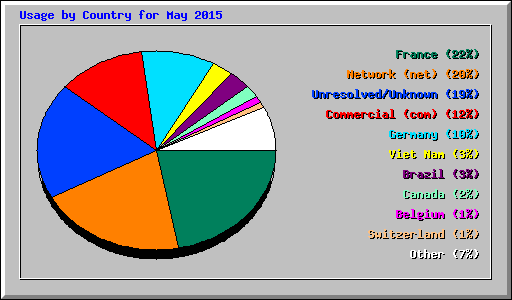 Usage by Country for May 2015
France (22%)
Network (net) (20%)
Unresolved/Unknown (19%)
Commercial (com) (12%)
Germany (10%)
Viet Nam (3%)
Brazil (3%)
Canada (2%)
Belgium (1%)
Switzerland (1%)
Other (7%)